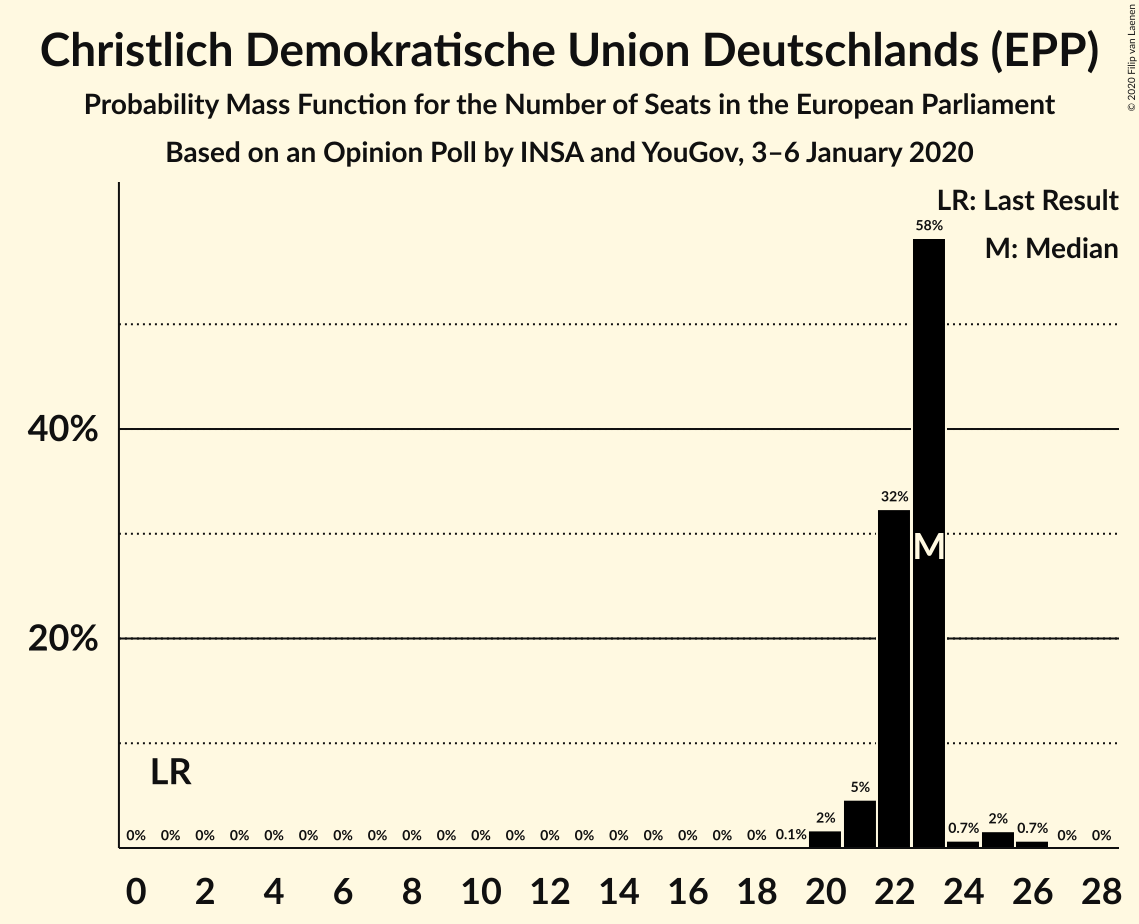 Christlich Demokratische Union Deutschlands (EPP)
Probability Mass Function for the Number of Seats in the European Parliament
Based on an Opinion Poll by INSA and YouGov, 3–6 January 2020
© 2020 Filip van Laenen
LR: Last Result
M: Median
58%
40%
32%
M
20%
LR
0% 0% 0% 0% 0% 0% 0% 0% 0% 0% 0% 0% 0% 0% 0% 0% 0% 0% 0% 0.1% 2% 5% 0.7% 2% 0.7% 0% 0%
0 2 4 6 8 10 12 14 16 18 20 22 24 26 28